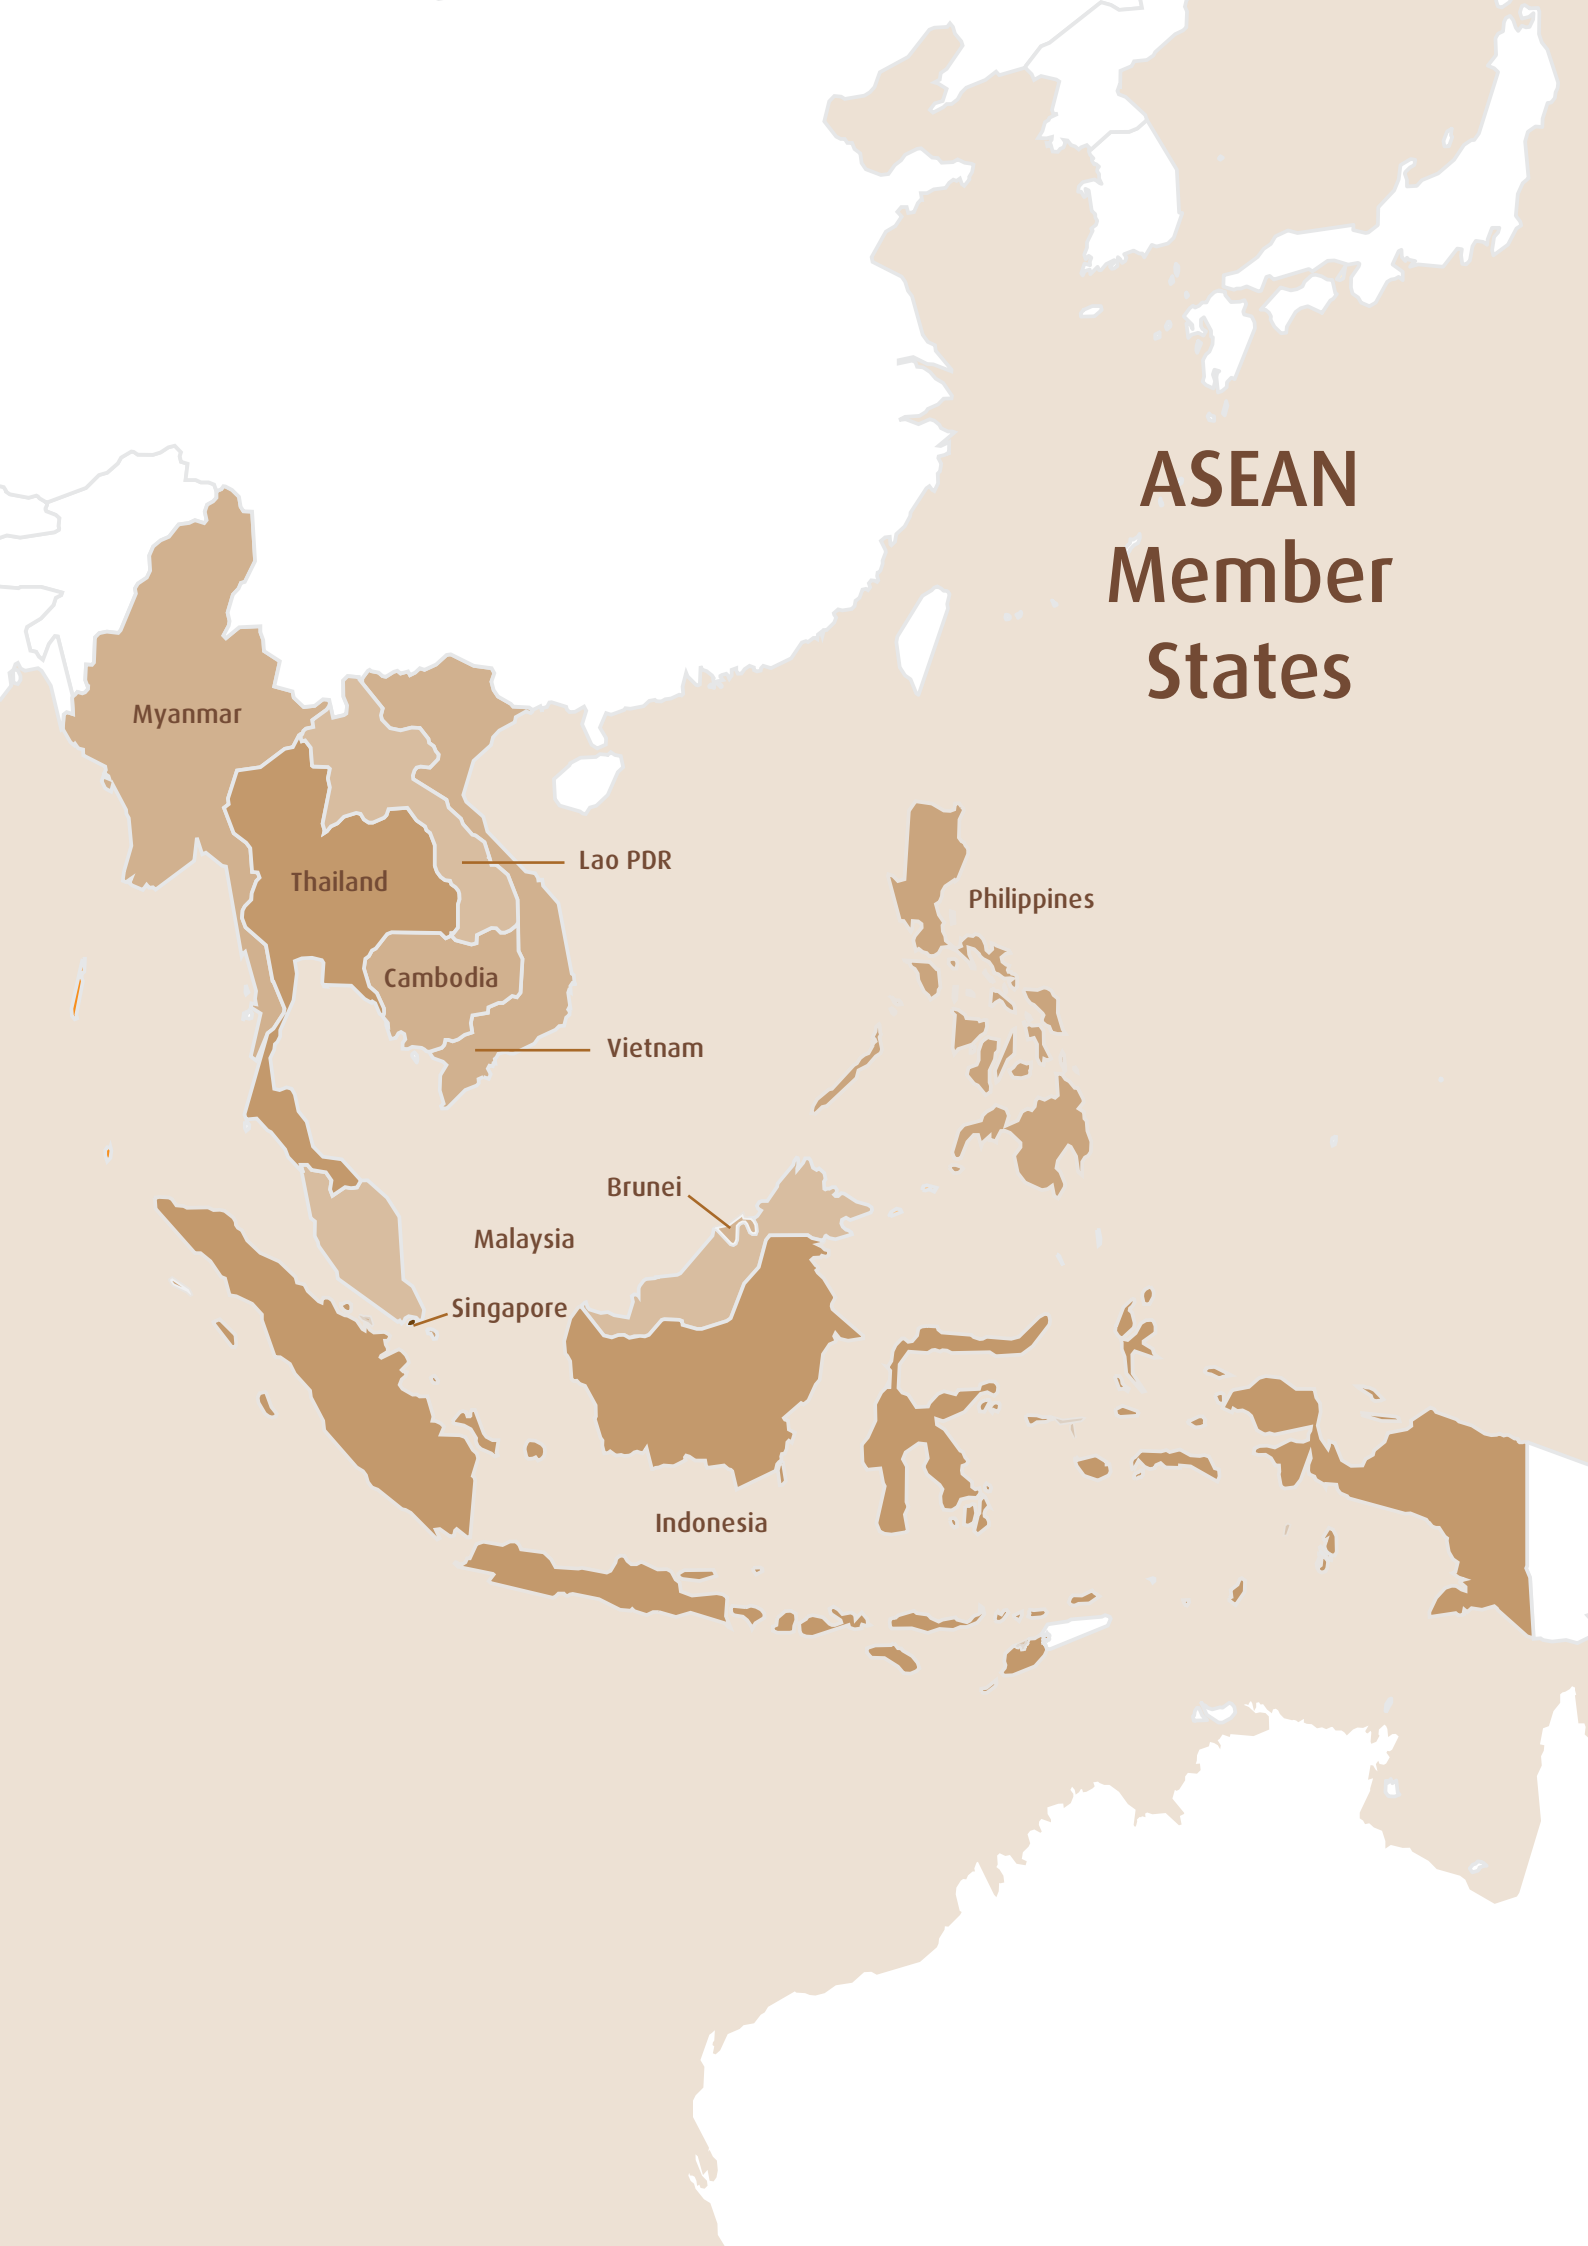 ASEAN
Member
States
Myanmar
Lao PDR
Thailand
Philippines
Cambodia
Vietnam
Brunei
Malaysia
Singapore
Indonesia